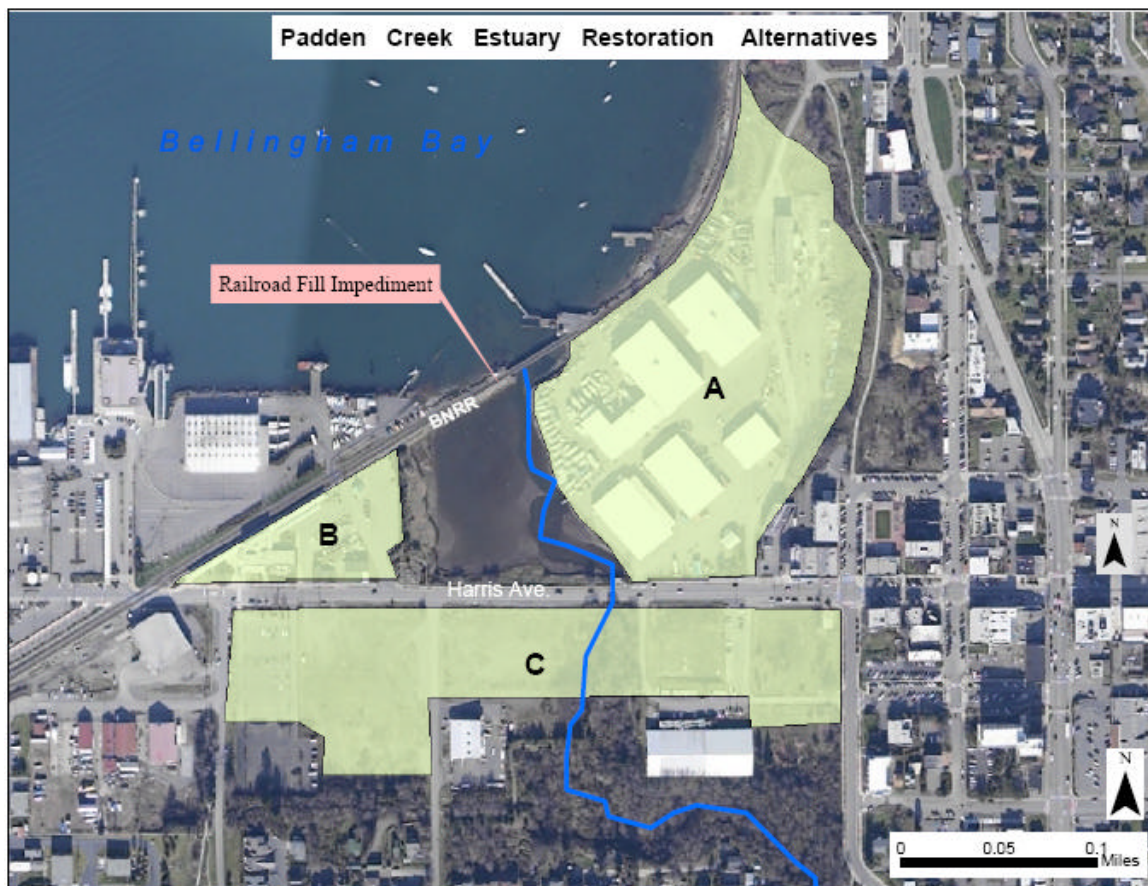 Padden Creek Estuary Restoration Alternatives
Bellingham Bay
Railroad Fill Impediment
BNRR
A
B
Harris Ave.
C
N
N
0 0.05 0.1
Miles